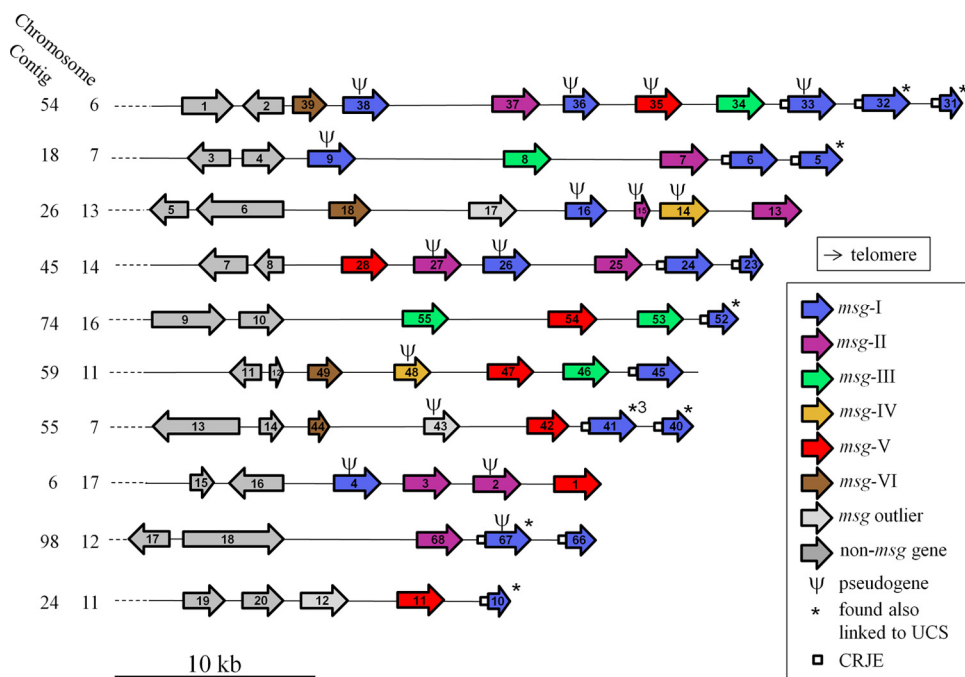 Chromosome
Contig
ψ ψ ψ ψ * *
54 6 1 2 39 38 37 36 35 34 33 32 31
ψ *
18 7 3 4 9 8 7 6 5
ψ ψ ψ
26 13 5 6 18 17 16 15 14 13
ψ ψ
45 14 7 8 28 27 26 25 24 23
→ telomere
*
74 16 9 10 55 54 53 52
ψ
59 11 11 12 49 48 47 46 45
ψ *3 *
55 7 13 14 44 43 42 41 40
ψ ψ
6 17 15 16 4 3 2 1
ψ *
98 12 17 18 68 67 66
*
24 11 19 20 12 11 10
10 kb
msg-I
msg-II
msg-III
msg-IV
msg-V
msg-VI
msg outlier
non-msg gene
ψ pseudogene
* found also
linked to UCS
CRJE